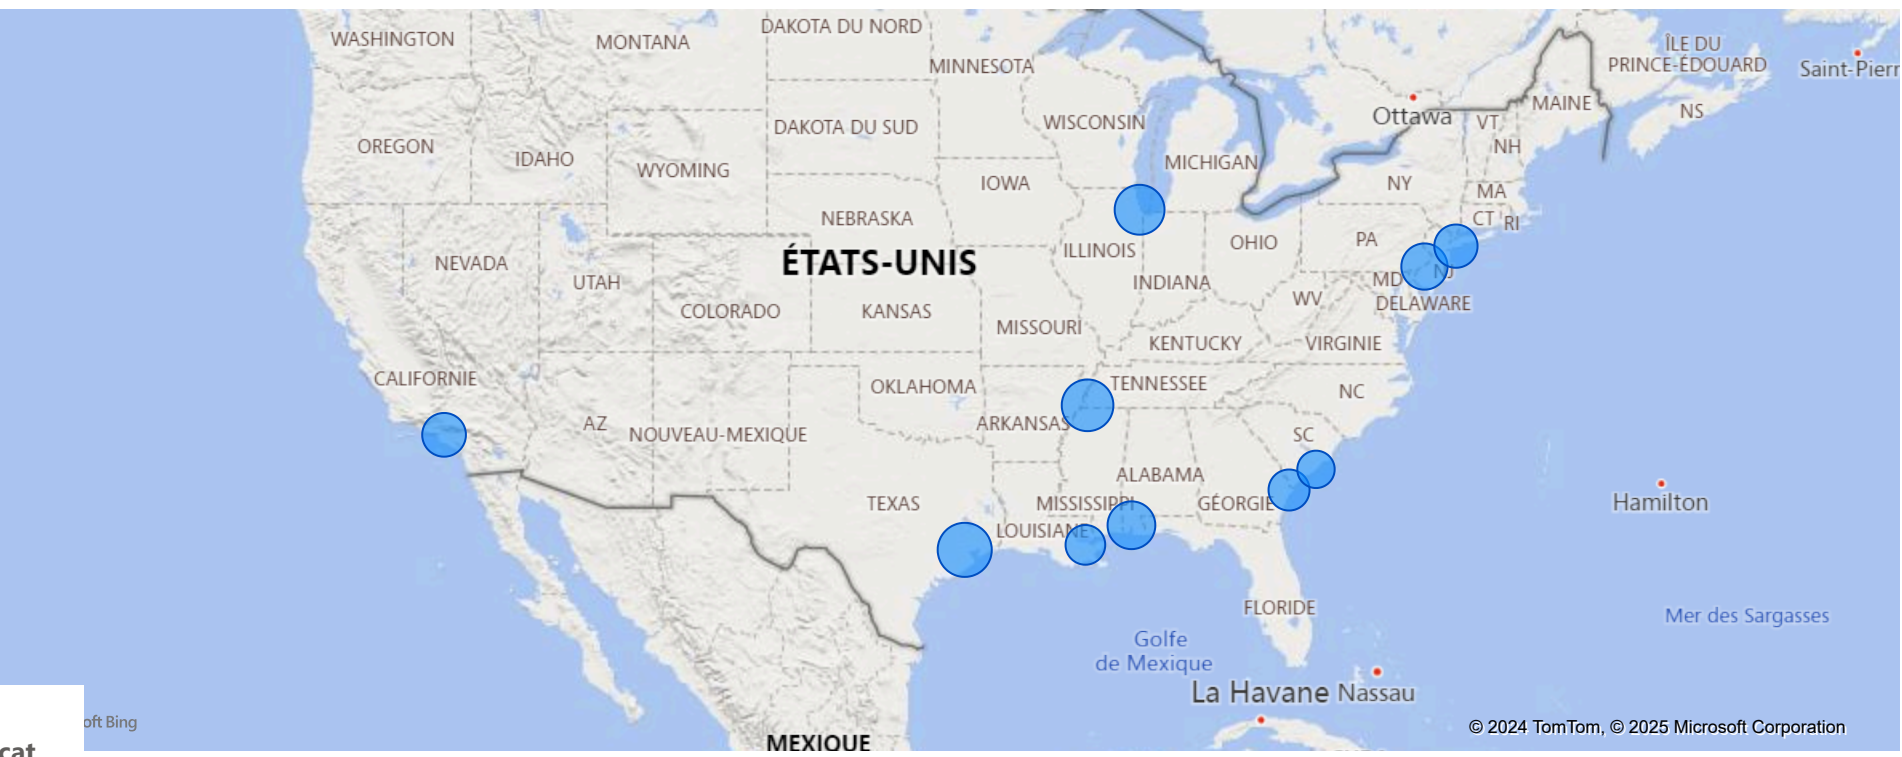 WASHINGTON
MONTANA
DAKOTA DU NORD
MINNESOTA
ÎLE DU
PRINCE-ÉDOUARD
Saint-Pierr
OREGON
IDAHO
WYOMING
DAKOTA DU SUD
WISCONSIN
MICHIGAN
Ottawa
VT
NH
MAINE
NS
IOWA
NY
MA
CT
RI
NEBRASKA
ILLINOIS
OHIO
PA
NEVADA
UTAH
ÉTATS-UNIS
INDIANA
MD
NJ
DELAWARE
COLORADO
KANSAS
MISSOURI
WV
KENTUCKY
VIRGINIE
CALIFORNIE
OKLAHOMA
TENNESSEE
NC
AZ
NOUVEAU-MEXIQUE
ARKANSAS
SC
ALABAMA
TEXAS
MISSISSIPPI
GÉORGIE
Hamilton
LOUISIANE
FLORIDE
Mer des Sargasses
Golfe
de Mexique
La Havane
Nassau
oft Bing
© 2024 TomTom, © 2025 Microsoft Corporation
cat
MEXIQUE